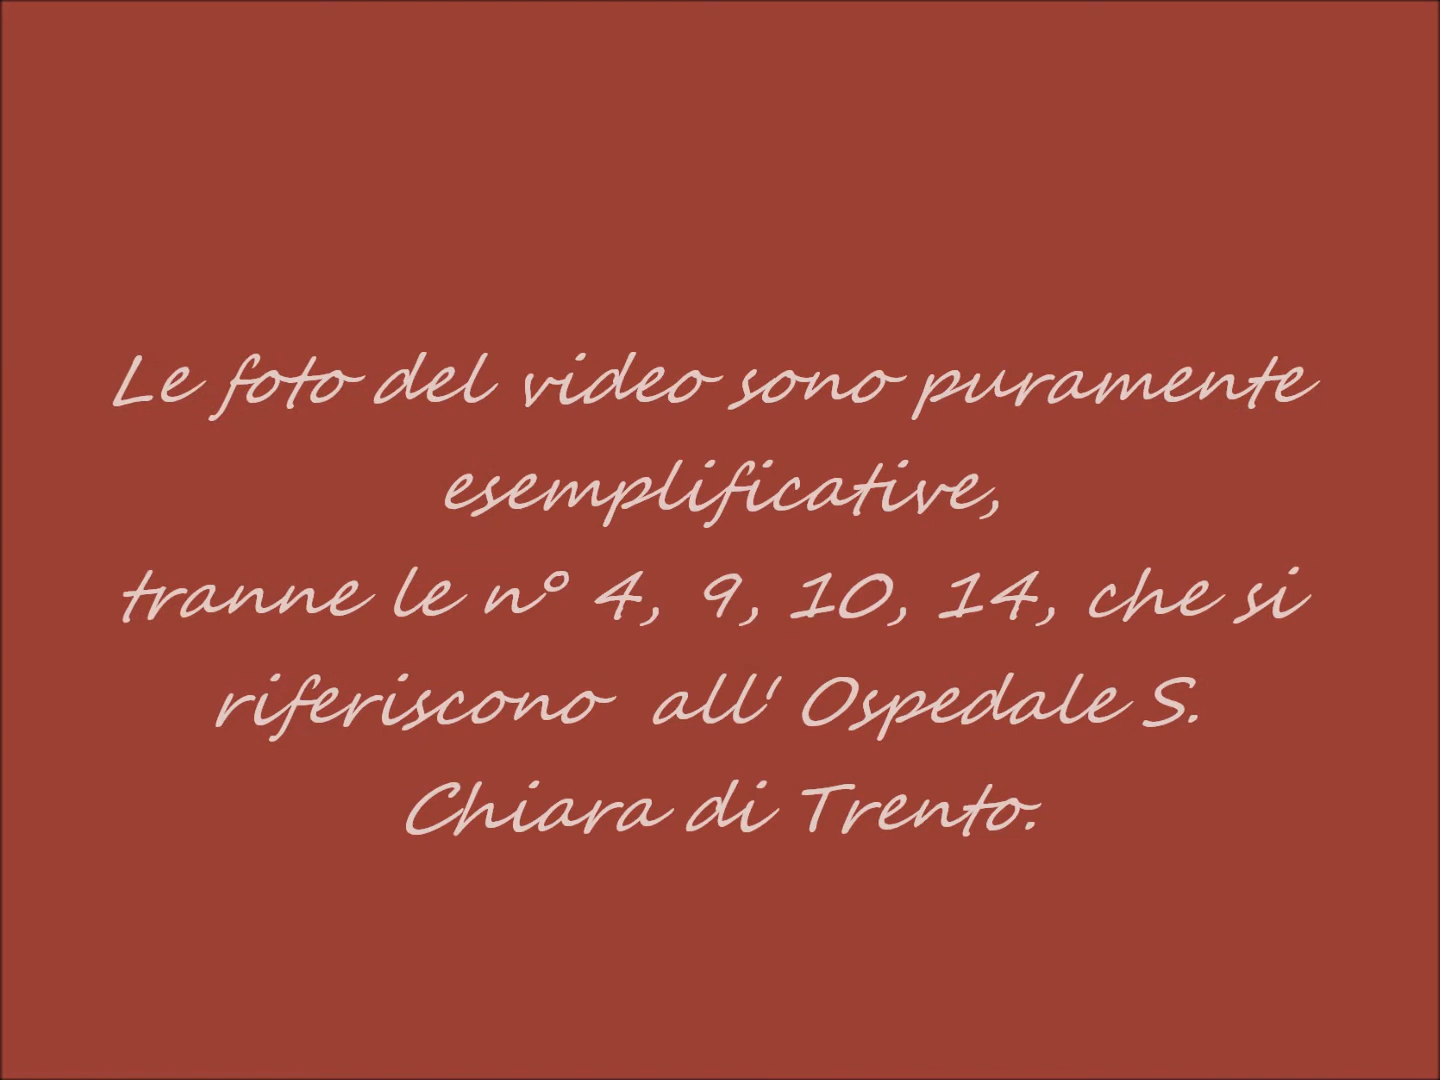 Le foto del video sono puramente
esemplificative,
tranne le n° 4, 9, 10, 14, che si
riferiscono all' Ospedale S.
Chiara di Trento.